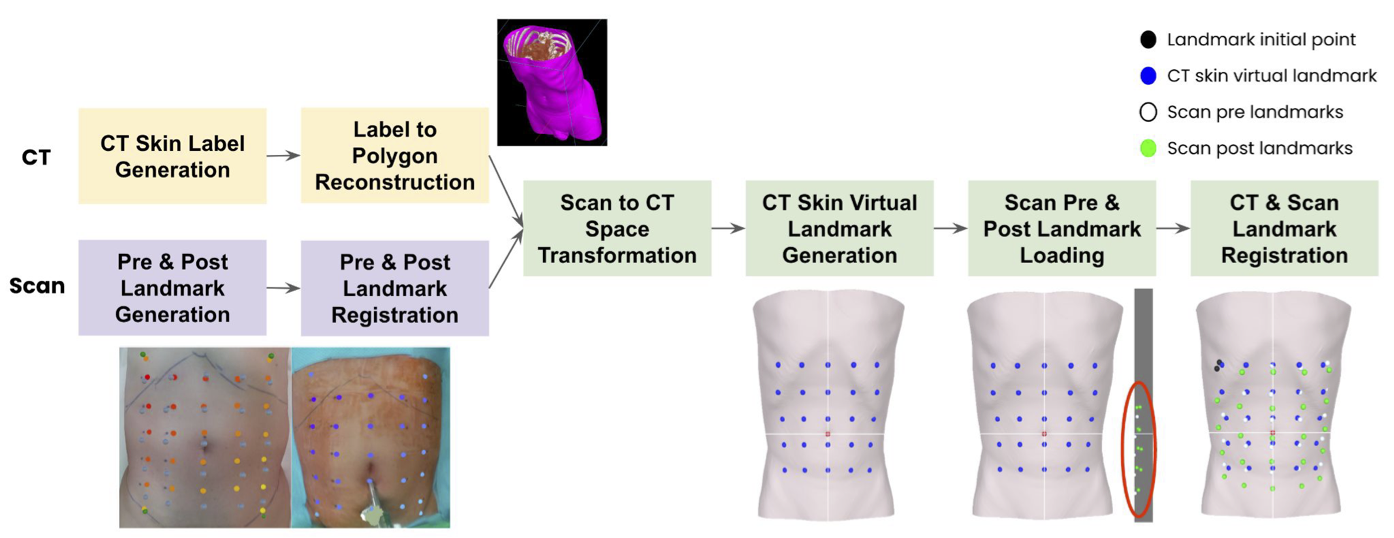 Landmark initial point
CT skin virtual landmark
Scan pre landmarks
Scan post landmarks
CT
CT Skin Label
Generation
Label to
Polygon
Reconstruction
Scan
Pre & Post
Landmark
Generation
Pre & Post
Landmark
Registration
Scan to CT
Space
Transformation
CT Skin Virtual
Landmark
Generation
Scan Pre &
Post Landmark
Loading
CT & Scan
Landmark
Registration